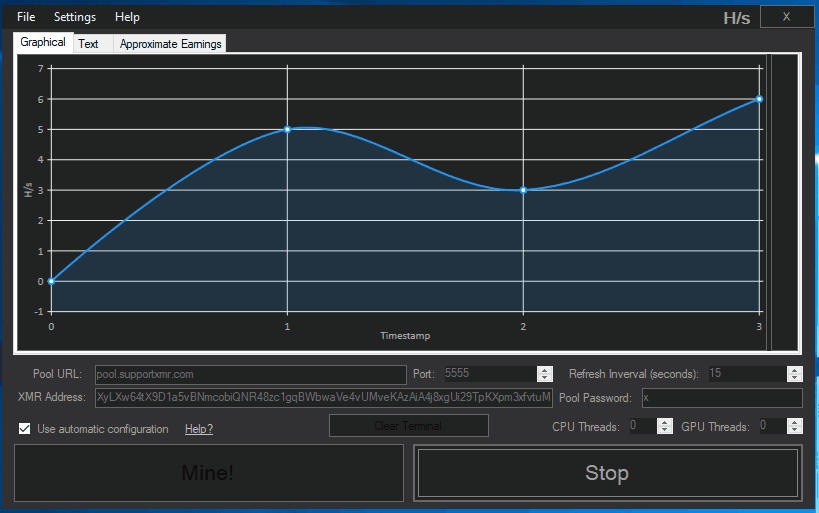 File Settings Help H/s X
Graphical Text Approximate Earnings
7
6
5
4
3
2
1
0
-1
H/s
0 1 2 3
Timestamp
Pool URL: pool.supportxmr.com Port: 5555 Refresh Inverval (seconds): 15
XMR Address: XyLXw64tX9D1a5vBNmcobiQNR48zc1gqBWbwaVe4vUMveKAzAiA4j8xgUi29TpKXpm3xfvtuM Pool Password: x
Use automatic configuration Help? Clear Terminal CPU Threads: 0 GPU Threads: 0
Mine! Stop